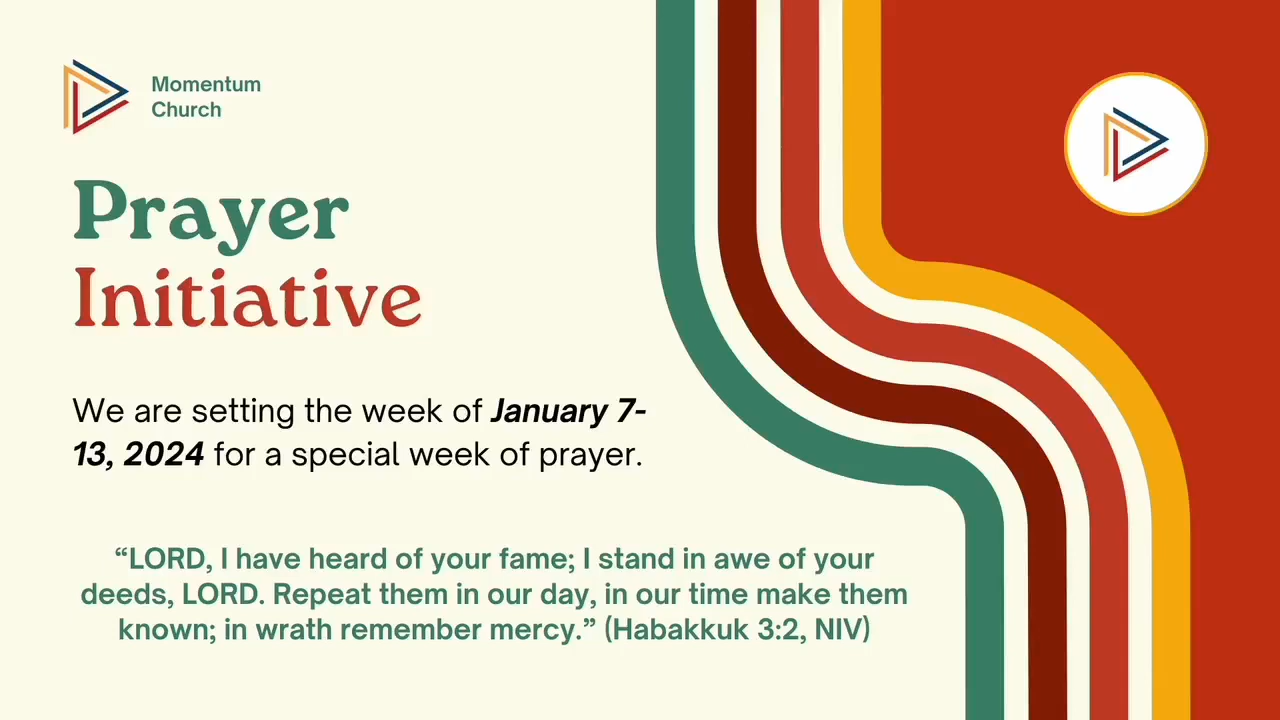 Momentum
Church
Prayer
Initiative
We are setting the week of January 7-
13, 2024 for a special week of prayer.
“LORD, I have heard of your fame; I stand in awe of your
deeds, LORD. Repeat them in our day, in our time make them
known; in wrath remember mercy.” (Habakkuk 3:2, NIV)